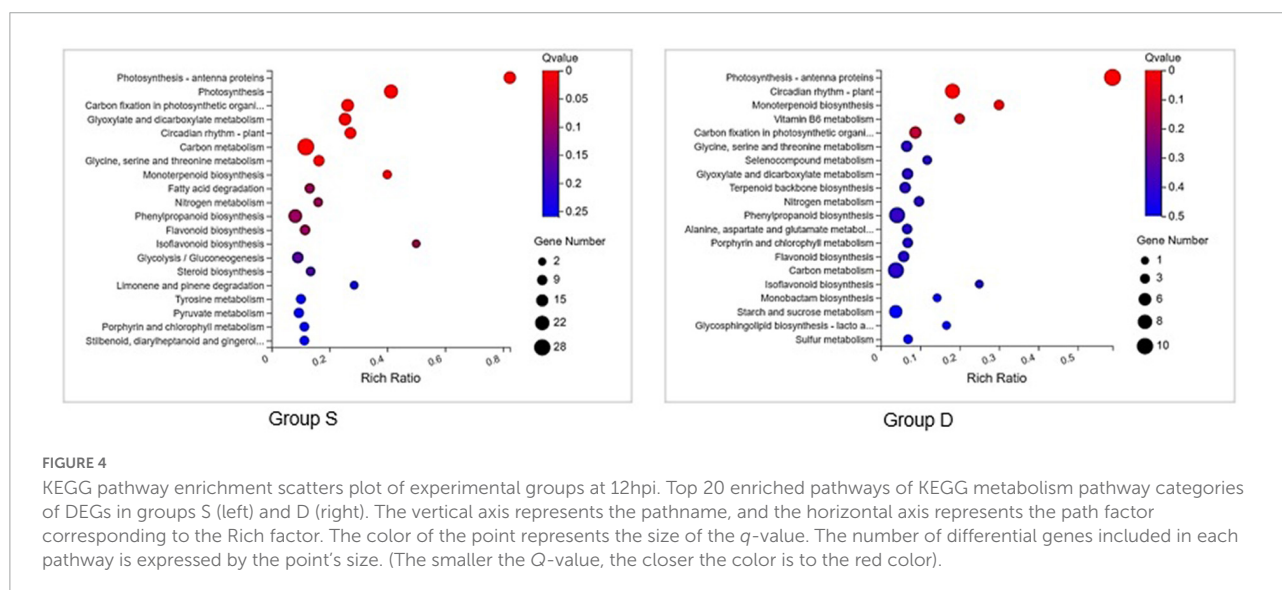 Qvalue
Photosynthesis - antenna proteins
Photosynthesis
Carbon fixation in photosynthetic organi...
Glyoxylate and dicarboxylate metabolism
Circadian rhythm - plant
Carbon metabolism
Glycine, serine and threonine metabolism
Monoterpenoid biosynthesis
Fatty acid degradation
Nitrogen metabolism
Phenylpropanoid biosynthesis
Flavonoid biosynthesis
Isoflavonoid biosynthesis
Glycolysis / Gluconeogenesis
Steroid biosynthesis
Limonene and pinene degradation
Tyrosine metabolism
Pyruvate metabolism
Porphyrin and chlorophyll metabolism
Stilbenoid, diarylheptanoid and gingerol...
0 0.2 0.4 0.6 0.8
Rich Ratio
0
0.05
0.1
0.15
0.2
0.25
Gene Number
2
9
15
22
28
Group S
Qvalue
Photosynthesis - antenna proteins
Circadian rhythm - plant
Monoterpenoid biosynthesis
Vitamin B6 metabolism
Carbon fixation in photosynthetic organi...
Glycine, serine and threonine metabolism
Selenocompound metabolism
Glyoxylate and dicarboxylate metabolism
Terpenoid backbone biosynthesis
Nitrogen metabolism
Phenylpropanoid biosynthesis
Alanine, aspartate and glutamate metabol...
Porphyrin and chlorophyll metabolism
Flavonoid biosynthesis
Carbon metabolism
Isoflavonoid biosynthesis
Monobactam biosynthesis
Starch and sucrose metabolism
Glycosphingolipid biosynthesis - lacto a...
Sulfur metabolism
0 0.1 0.2 0.3 0.4 0.5
Rich Ratio
0
0.1
0.2
0.3
0.4
0.5
Gene Number
1
3
6
8
10
Group D
FIGURE 4
KEGG pathway enrichment scatters plot of experimental groups at 12hpi. Top 20 enriched pathways of KEGG metabolism pathway categories
of DEGs in groups S (left) and D (right). The vertical axis represents the pathname, and the horizontal axis represents the path factor
corresponding to the Rich factor. The color of the point represents the size of the q-value. The number of differential genes included in each
pathway is expressed by the point's size. (The smaller the Q-value, the closer the color is to the red color).